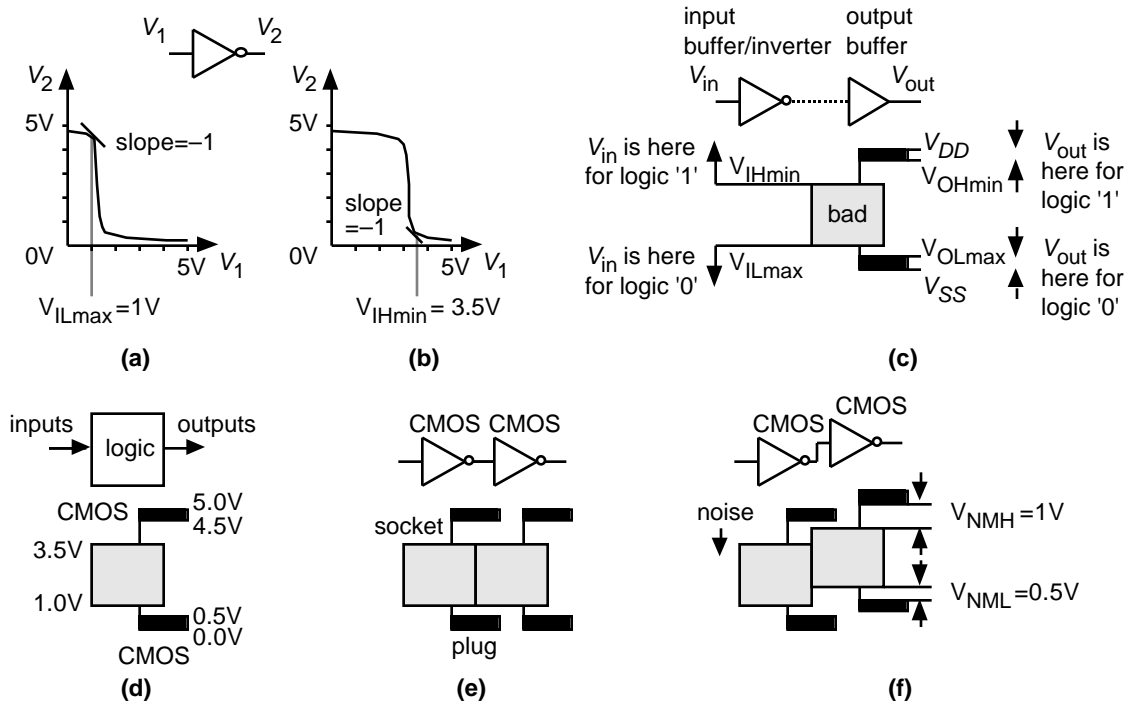 V1
V2
V2
5V
slope=–1
0V
5V
V1
VILmax=1V
(a)
V2
5V
slope
=–1
0V
5V
V1
VIHmin = 3.5V
(b)
input
buffer/inverter
output
buffer
Vin
Vout
Vin is here
for logic '1'
VIHmin
bad
VDD
VOHmin
Vout is
here for
logic '1'
Vin is here
for logic '0'
VILmax
VOLmax
VSS
Vout is
here for
logic '0'
(c)
inputs
logic
outputs
CMOS
5.0V
4.5V
3.5V
1.0V
0.5V
0.0V
CMOS
(d)
CMOS
CMOS
socket
plug
(e)
CMOS
CMOS
noise
VNMH=1V
VNML=0.5V
(f)